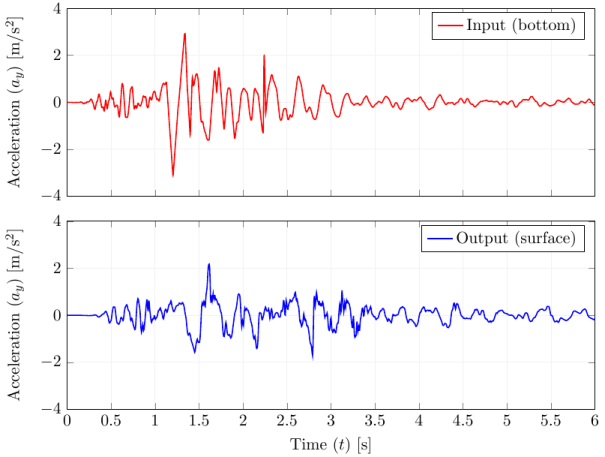 4
2
0
−2
−4
Acceleration (a_y) [m/s²]
Input (bottom)
4
2
0
−2
−4
Acceleration (a_y) [m/s²]
Output (surface)
0 0.5 1 1.5 2 2.5 3 3.5 4 4.5 5 5.5 6
Time (t) [s]